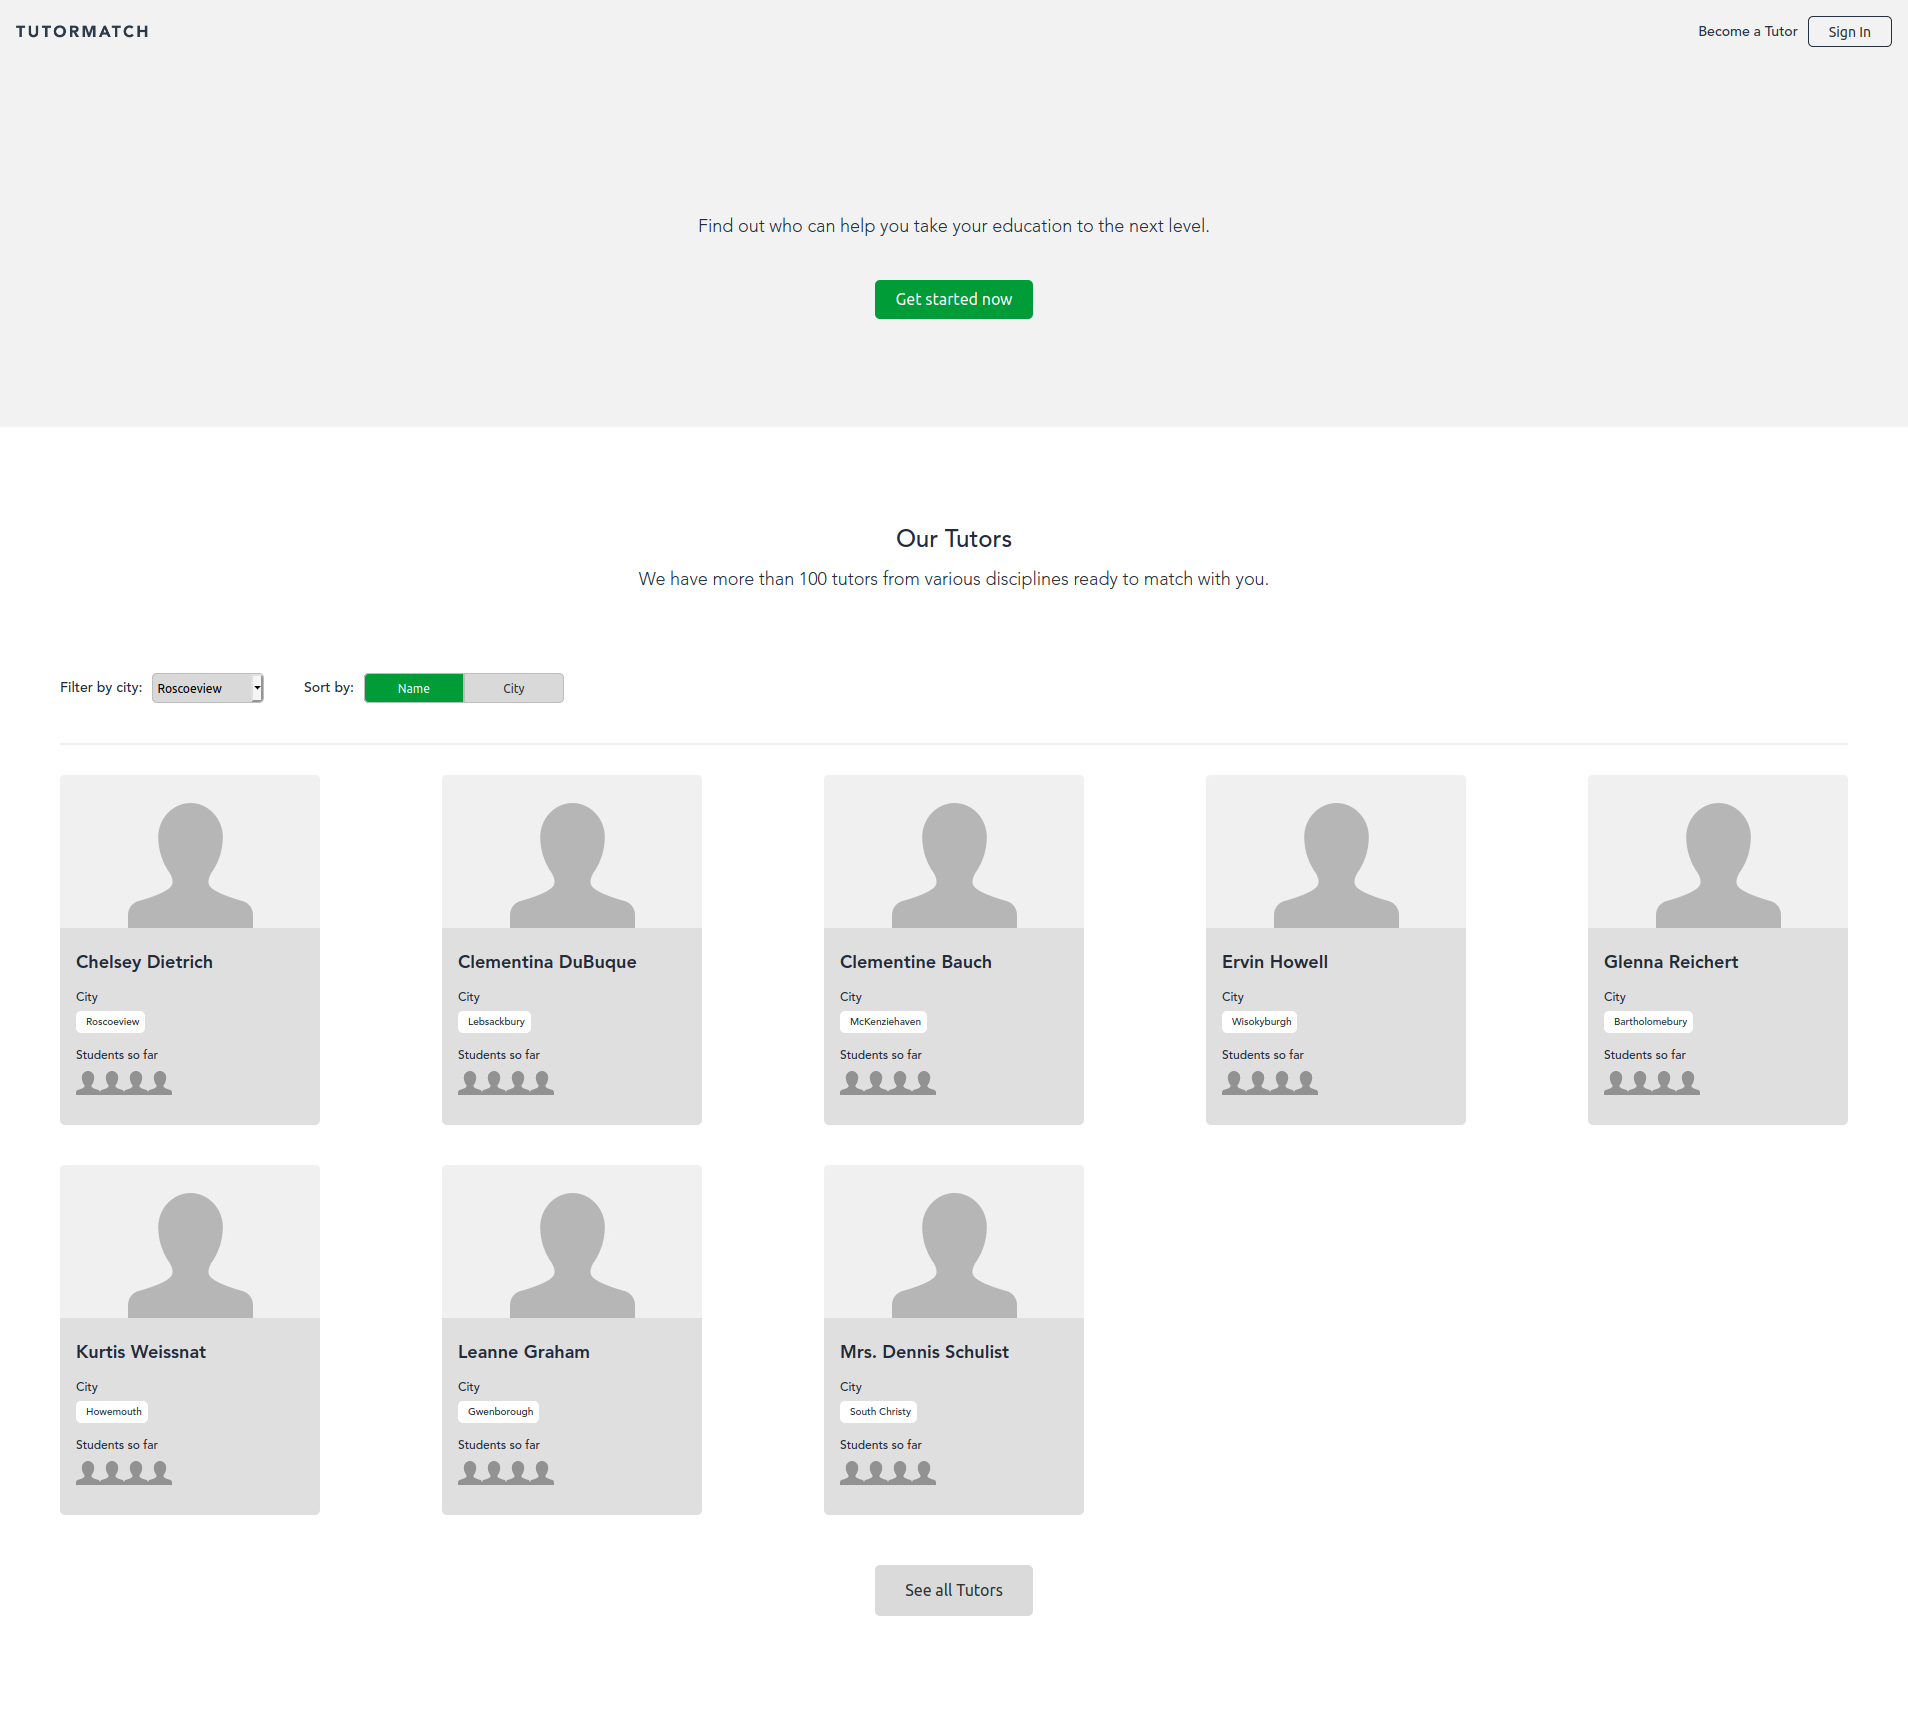 TUTORMATCH
Become a Tutor
Sign In
Find out who can help you take your education to the next level.
Get started now
Our Tutors
We have more than 100 tutors from various disciplines ready to match with you.
Filter by city:
Roscoeview
Sort by:
Name
City
Chelsey Dietrich
City
Roscoeview
Students so far
Clementina DuBuque
City
Lebsackbury
Students so far
Clementine Bauch
City
McKenziehaven
Students so far
Ervin Howell
City
Wisokyburgh
Students so far
Glenna Reichert
City
Bartholomebury
Students so far
Kurtis Weissnat
City
Howemouth
Students so far
Leanne Graham
City
Gwenborough
Students so far
Mrs. Dennis Schulist
City
South Christy
Students so far
See all Tutors